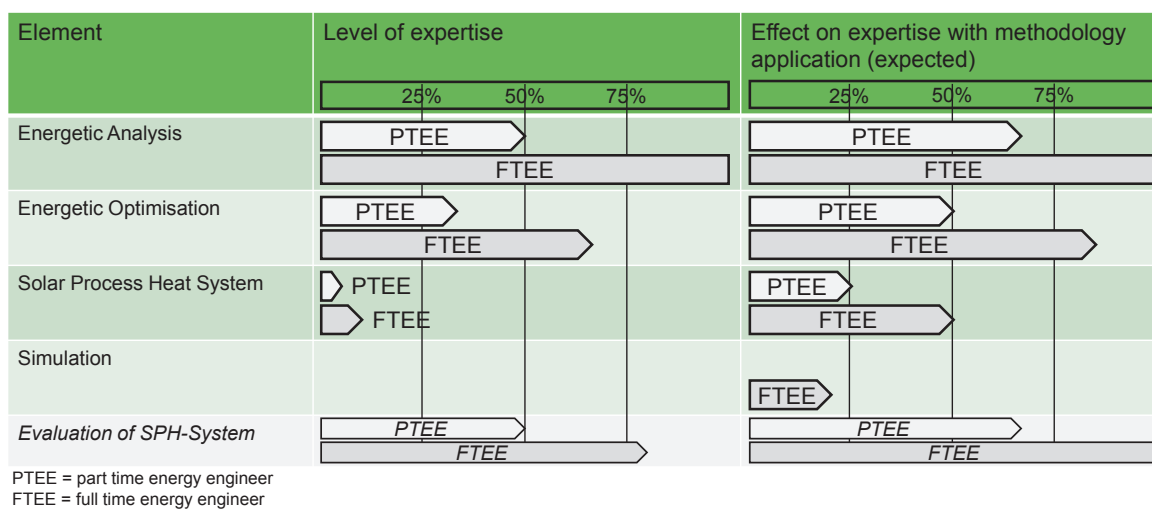 Element
Level of expertise
Effect on expertise with methodology
application (expected)
25% 50% 75%
25% 50% 75%
Energetic Analysis
PTEE
FTEE
PTEE
FTEE
Energetic Optimisation
PTEE
FTEE
PTEE
FTEE
Solar Process Heat System
PTEE
FTEE
PTEE
FTEE
Simulation
FTEE
Evaluation of SPH-System
PTEE
FTEE
PTEE
FTEE
PTEE = part time energy engineer
FTEE = full time energy engineer